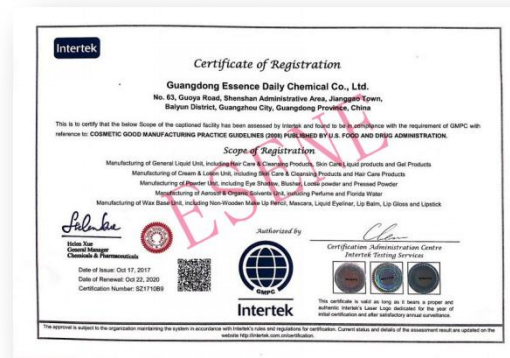 Intertek
Certificate of Registration
Guangdong Essence Daily Chemical Co., Ltd.
No. 63, Guoya Road, Shenshan Administrative Area, Jianggao Town,
Baiyun District, Guangzhou City, Guangdong Province, China
This is to certify that the below Scope of the captioned facility has been assessed by Intertek and found to be in compliance with the requirement of GMPC with
reference to: COSMETIC GOOD MANUFACTURING PRACTICE GUIDELINES (2008) PUBLISHED BY U.S. FOOD AND DRUG ADMINISTRATION.
Scope of Registration
Manufacturing of General Liquid Unit, including Hair Care & Cleansing Products, Skin Care Liquid products and Gel Products
Manufacturing of Cream & Lotion Unit, including Skin Care & Cleansing Products and Hair Care Products
Manufacturing of Powder Unit, including Eye Shadow, Blusher, Loose powder and Pressed Powder
Manufacturing of Aerosol & Organic Solvents Unit, including Perfume and Florida Water
Manufacturing of Wax Base Unit, including Non-Wooden Make Up Pencil, Mascara, Liquid Eyeliner, Lip Balm, Lip Gloss and Lipstick
ESENE
Helen Xue
General Manager
Chemicals & Pharmaceuticals
Date of Issue: Oct 17, 2017
Date of Renewal: Oct 22, 2020
Certification Number: SZ1710B9
Authorized by
GMPC
Intertek
Certification Administration Centre
Intertek Testing Services
This certificate is valid as long as it bears a proper and
authentic Intertek's Laser Logo dedicated for the year of
initial certification and after satisfactory annual surveillance.
The approval is subject to the organization maintaining the system in accordance with Intertek's rules and regulations for certification. Current status and details of the assessment result are updated on the
website http://intertek.com.cn/certification.